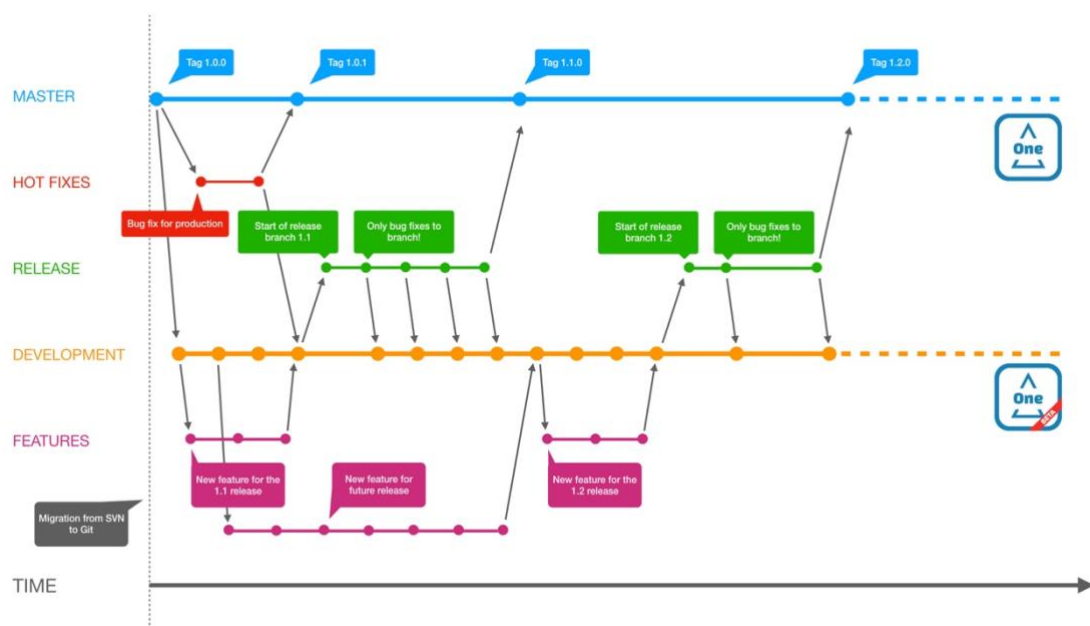 Tag 1.0.0
Tag 1.0.1
Tag 1.1.0
Tag 1.2.0
MASTER
One
HOT FIXES
Bug fix for production
Start of release
branch 1.1
Only bug fixes to
branch!
Start of release
branch 1.2
Only bug fixes to
branch!
RELEASE
DEVELOPMENT
One
BETA
FEATURES
New feature for the
1.1 release
New feature for
future release
New feature for the
1.2 release
Migration from SVN
to Git
TIME